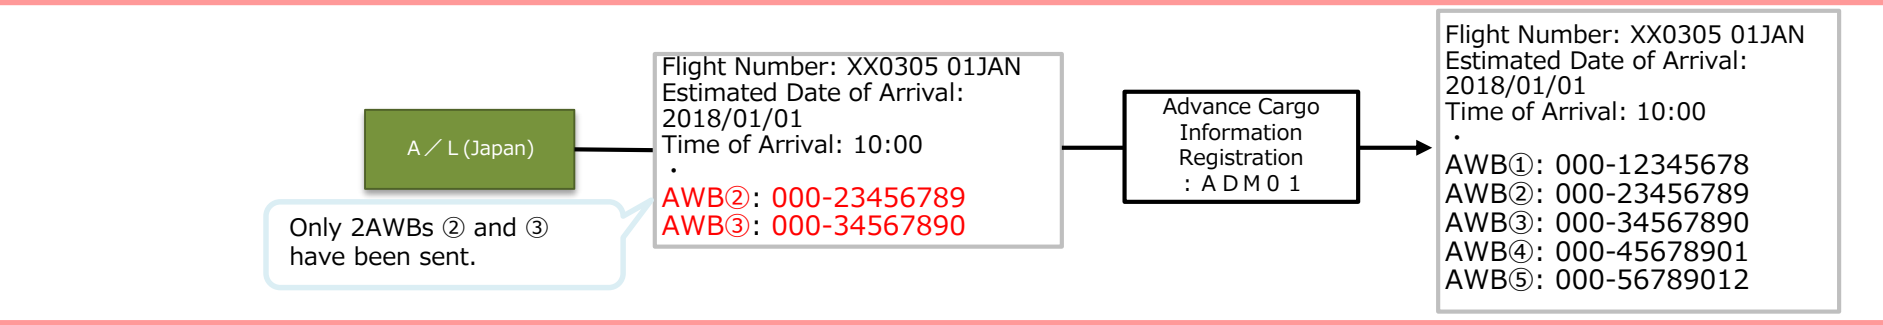 A／L(Japan)
Only 2AWBs ② and ③
have been sent.
Flight Number: XX0305 01JAN
Estimated Date of Arrival:
2018/01/01
Time of Arrival: 10:00
・
AWB②: 000-23456789
AWB③: 000-34567890
Advance Cargo
Information
Registration
：ＡＤＭ０１
Flight Number: XX0305 01JAN
Estimated Date of Arrival:
2018/01/01
Time of Arrival: 10:00
・
AWB①: 000-12345678
AWB②: 000-23456789
AWB③: 000-34567890
AWB④: 000-45678901
AWB⑤: 000-56789012